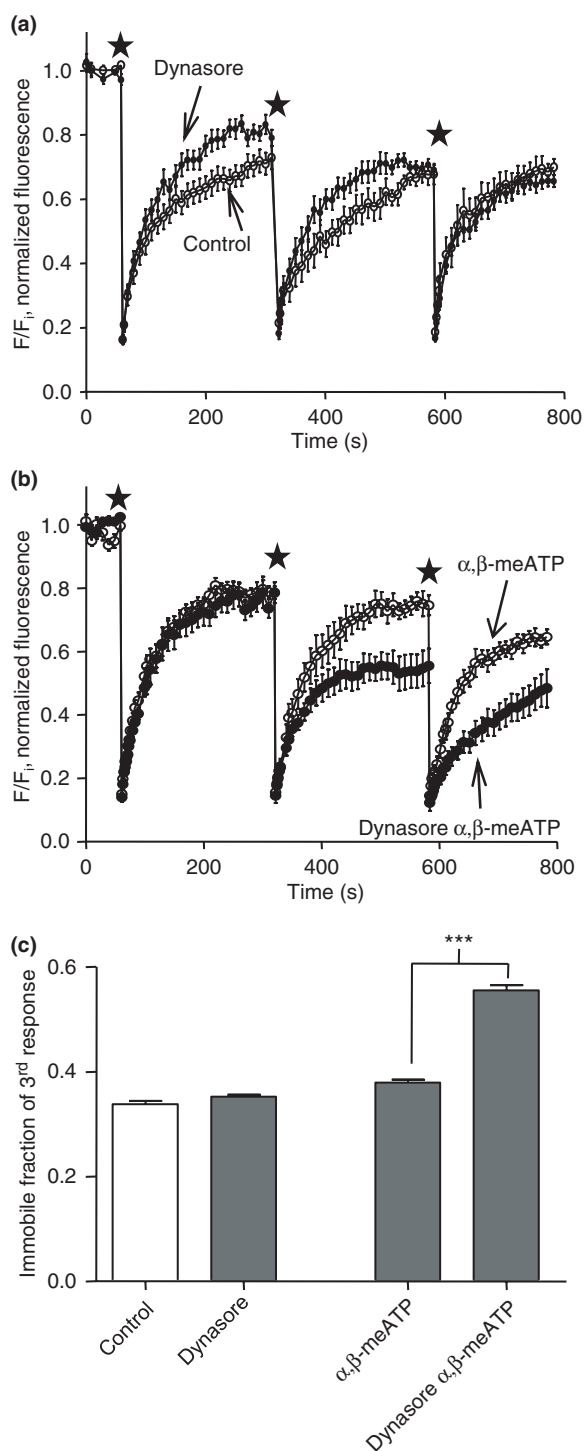 (a)
1.0
0.8
0.6
0.4
0.2
0.0
F/Fi, normalized fluorescence
Dynasore
Control
0
200
400
600
800
Time (s)
(b)
1.0
0.8
0.6
0.4
0.2
0.0
F/Fi, normalized fluorescence
α,β-meATP
Dynasore α,β-meATP
0
200
400
600
800
Time (s)
(c)
0.6
0.4
0.2
0.0
Immobile fraction of 3rd response
***
Control
Dynasore
α,β-meATP
Dynasore α,β-meATP